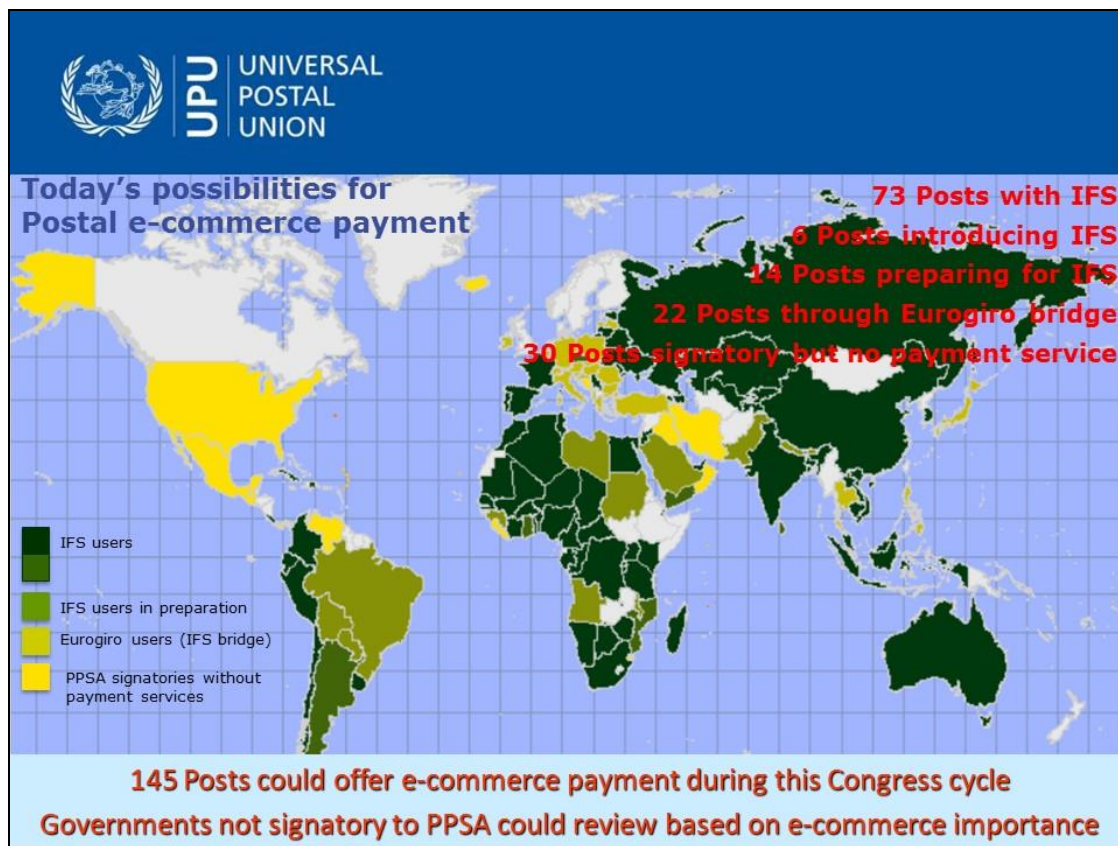 UPU
UNIVERSAL
POSTAL
UNION
Today's possibilities for
Postal e-commerce payment
73 Posts with IFS
6 Posts introducing IFS
14 Posts preparing for IFS
22 Posts through Eurogiro bridge
30 Posts signatory but no payment service
IFS users
IFS users in preparation
Eurogiro users (IFS bridge)
PPSA signatories without
payment services
145 Posts could offer e-commerce payment during this Congress cycle
Governments not signatory to PPSA could review based on e-commerce importance